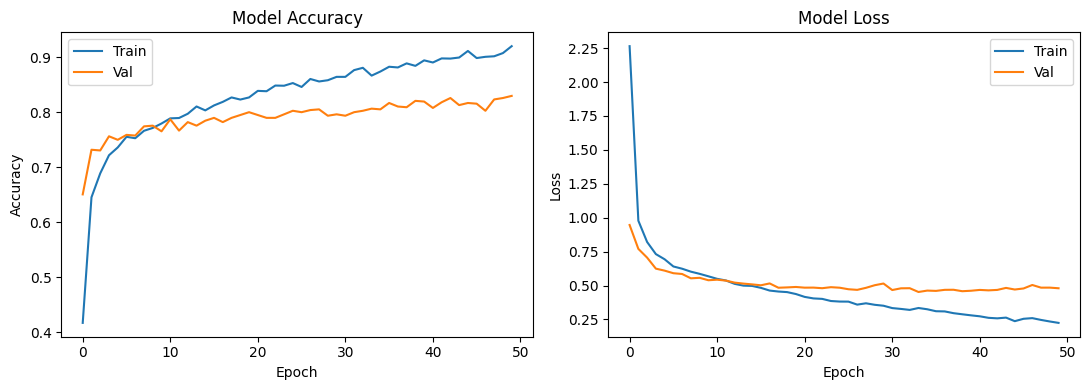 Model Accuracy
Train
Val
0.9
0.8
0.7
0.6
0.5
0.4
Accuracy
0 10 20 30 40 50
Epoch
Model Loss
Train
Val
2.25
2.00
1.75
1.50
1.25
1.00
0.75
0.50
0.25
Loss
0 10 20 30 40 50
Epoch